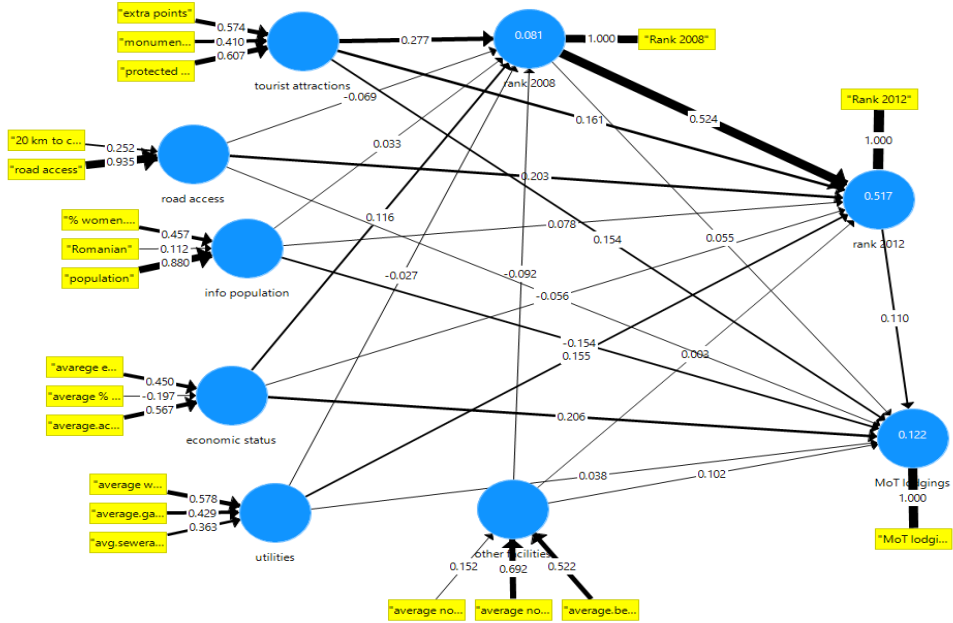 "extra points"
0.574
"monumen...
0.410
"protected ...
0.607
tourist attractions
0.277
0.081
rank 2008
1.000
"Rank 2008"
"Rank 2012"
1.000
0.524
0.161
-0.069
0.033
"20 km to c...
0.252
"road access"
0.935
road access
0.203
0.517
rank 2012
"% women....
0.457
"Romanian"
0.112
"population"
0.880
info population
0.116
0.078
0.154
0.055
-0.027
-0.092
-0.056
0.110
-0.154
0.155
0.003
"avarege e...
0.450
"average % ...
-0.197
"average.ac...
0.567
economic status
0.206
0.122
MoT lodgings
1.000
"MoT lodgi...
"average w...
0.578
"average.ga...
0.429
"avg.sewera...
0.363
utilities
0.038
0.102
other facilities
0.152
0.692
0.522
"average no...
"average no...
"average.be...